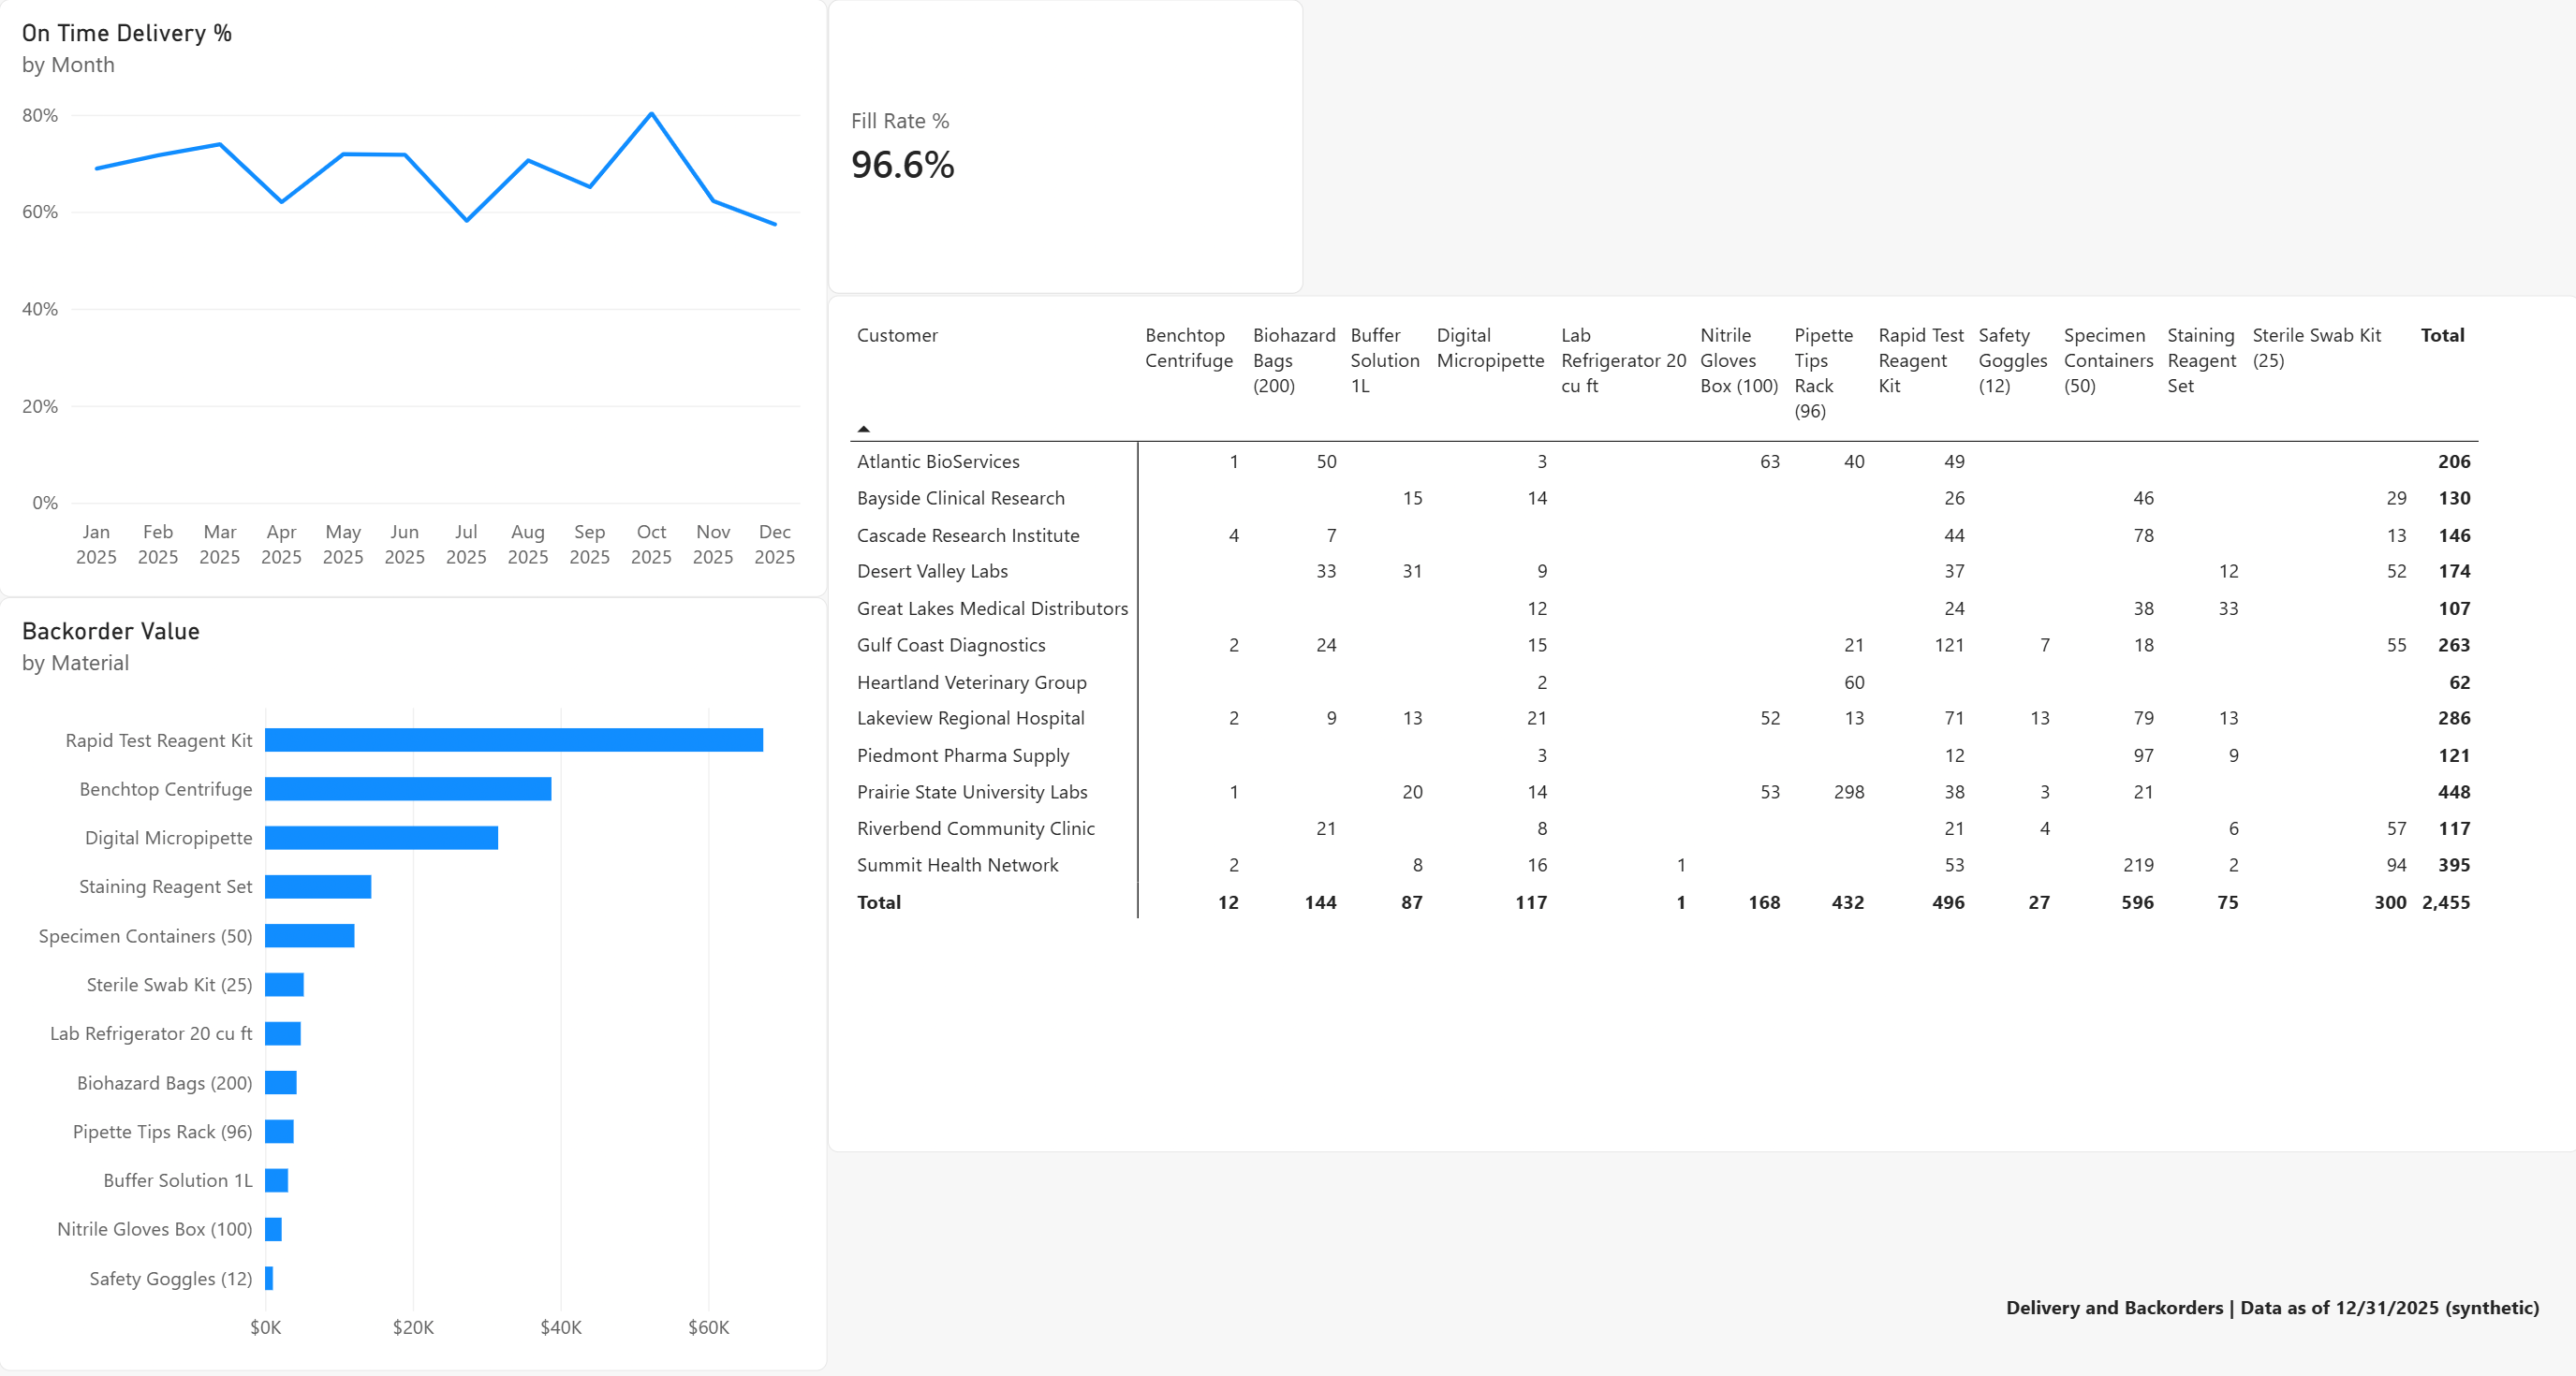 On Time Delivery %
by Month
80%
60%
40%
20%
0%
Jan Feb Mar Apr May Jun Jul Aug Sep Oct Nov Dec
2025 2025 2025 2025 2025 2025 2025 2025 2025 2025 2025 2025
Backorder Value
by Material
Rapid Test Reagent Kit
Benchtop Centrifuge
Digital Micropipette
Staining Reagent Set
Specimen Containers (50)
Sterile Swab Kit (25)
Lab Refrigerator 20 cu ft
Biohazard Bags (200)
Pipette Tips Rack (96)
Buffer Solution 1L
Nitrile Gloves Box (100)
Safety Goggles (12)
$0K $20K $40K $60K
Fill Rate %
96.6%
Customer Benchtop Biohazard Buffer Digital Lab Nitrile Pipette Rapid Test Safety Specimen Staining Sterile Swab Kit Total
Centrifuge Bags Solution Micropipette Refrigerator 20 Gloves Tips Reagent Goggles Containers Reagent (25)
(200) 1L cu ft Box (100) Rack Kit (12) (50) Set
(96)
Atlantic BioServices 1 50 3 63 40 49 206
Bayside Clinical Research 15 14 26 46 29 130
Cascade Research Institute 4 7 44 78 13 146
Desert Valley Labs 33 31 9 37 12 52 174
Great Lakes Medical Distributors 12 24 38 33 107
Gulf Coast Diagnostics 2 24 15 21 121 7 18 55 263
Heartland Veterinary Group 2 60 62
Lakeview Regional Hospital 2 9 13 21 52 13 71 13 79 13 286
Piedmont Pharma Supply 3 12 97 9 121
Prairie State University Labs 1 20 14 53 298 38 3 21 448
Riverbend Community Clinic 21 8 21 4 6 57 117
Summit Health Network 2 8 16 1 53 219 2 94 395
Total 12 144 87 117 1 168 432 496 27 596 75 300 2,455
Delivery and Backorders | Data as of 12/31/2025 (synthetic)